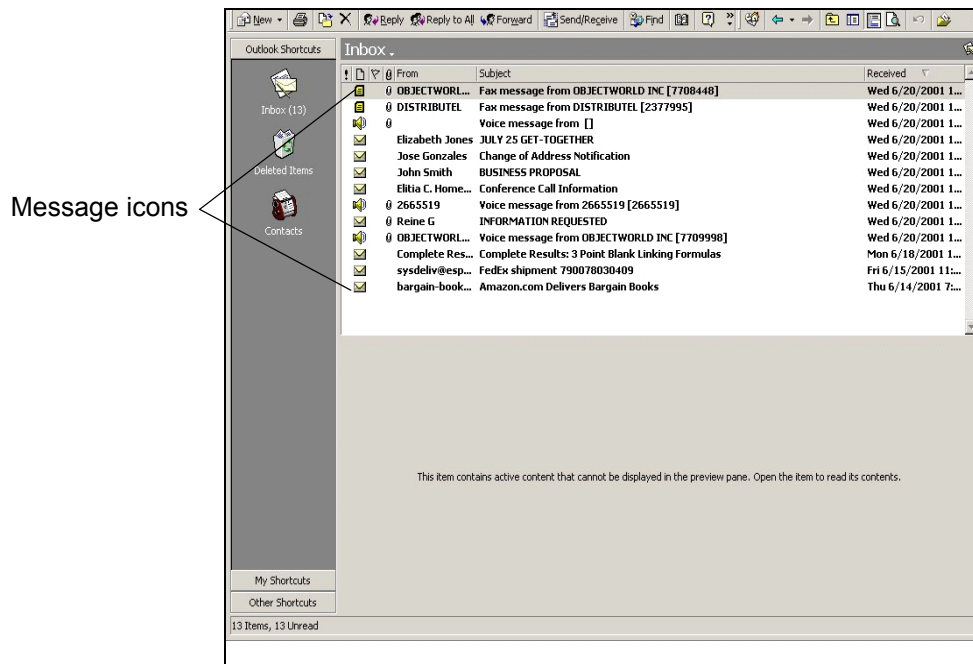 New Reply Reply to All Forward Send/Receive Find
Outlook Shortcuts
Inbox
! From Subject Received
Inbox (13)
Deleted Items
Contacts
Message icons
OBJECTWORL... Fax message from OBJECTWORLD INC [7708448] Wed 6/20/2001 1...
DISTRIBUTEL Fax message from DISTRIBUTEL [2377995] Wed 6/20/2001 1...
Voice message from [] Wed 6/20/2001 1...
Elizabeth Jones JULY 25 GET-TOGETHER Wed 6/20/2001 1...
Jose Gonzales Change of Address Notification Wed 6/20/2001 1...
John Smith BUSINESS PROPOSAL Wed 6/20/2001 1...
Elitia C. Home... Conference Call Information Wed 6/20/2001 1...
2665519 Voice message from 2665519 [2665519] Wed 6/20/2001 1...
Reine G INFORMATION REQUESTED Wed 6/20/2001 1...
OBJECTWORL... Voice message from OBJECTWORLD INC [7709998] Wed 6/20/2001 1...
Complete Res... Complete Results: 3 Point Blank Linking Formulas Mon 6/18/2001 1...
sysdeliv@esp... FedEx shipment 790078030409 Fri 6/15/2001 11:...
bargain-book... Amazon.com Delivers Bargain Books Thu 6/14/2001 7:...
This item contains active content that cannot be displayed in the preview pane. Open the item to read its contents.
My Shortcuts
Other Shortcuts
13 Items, 13 Unread